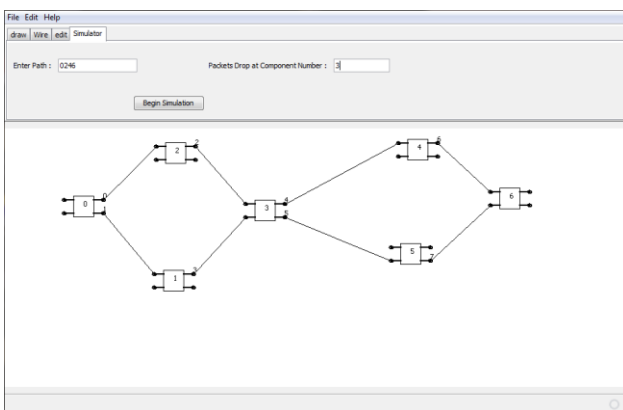 File Edit Help
draw Wire edit Simulator
Enter Path : 0246 Packets Drop at Component Number : 3
Begin Simulation
2 6
2 4
0 6
0 4
1 3 5
3 5 7
1